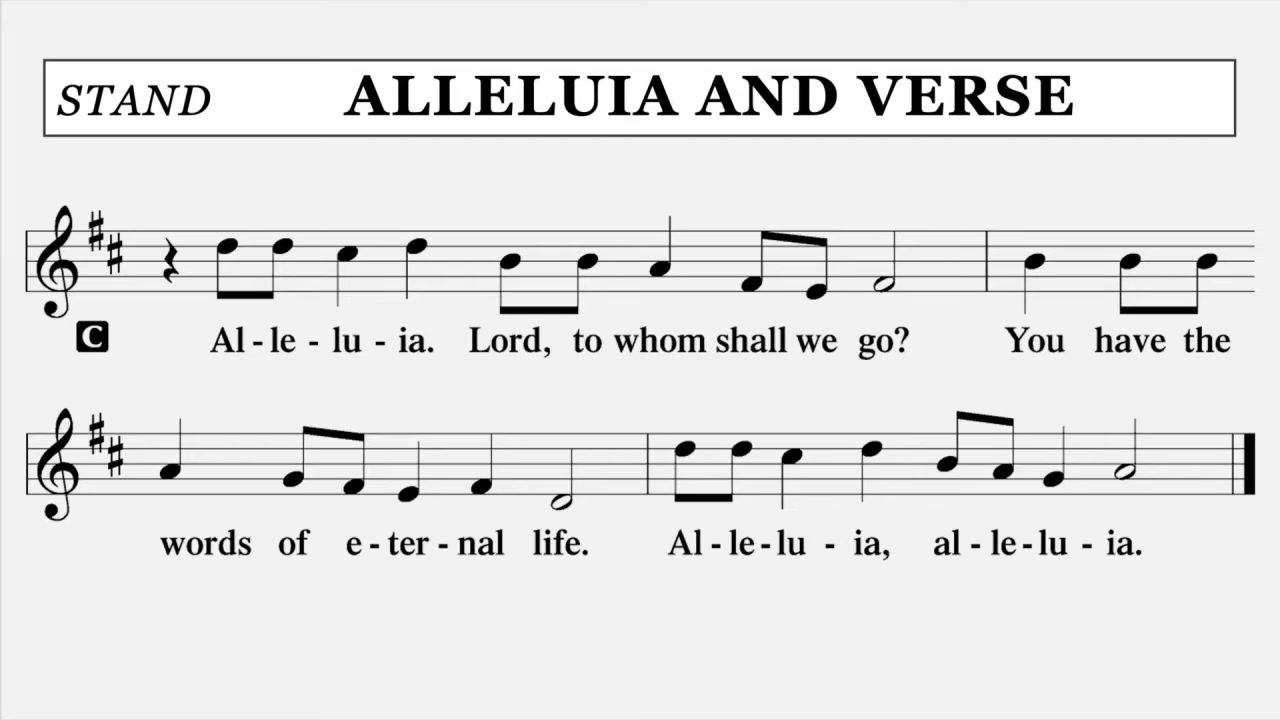 STAND ALLELUIA AND VERSE
C Al - le - lu - ia. Lord, to whom shall we go? You have the
words of e - ter - nal life. Al - le - lu - ia, al - le - lu - ia.